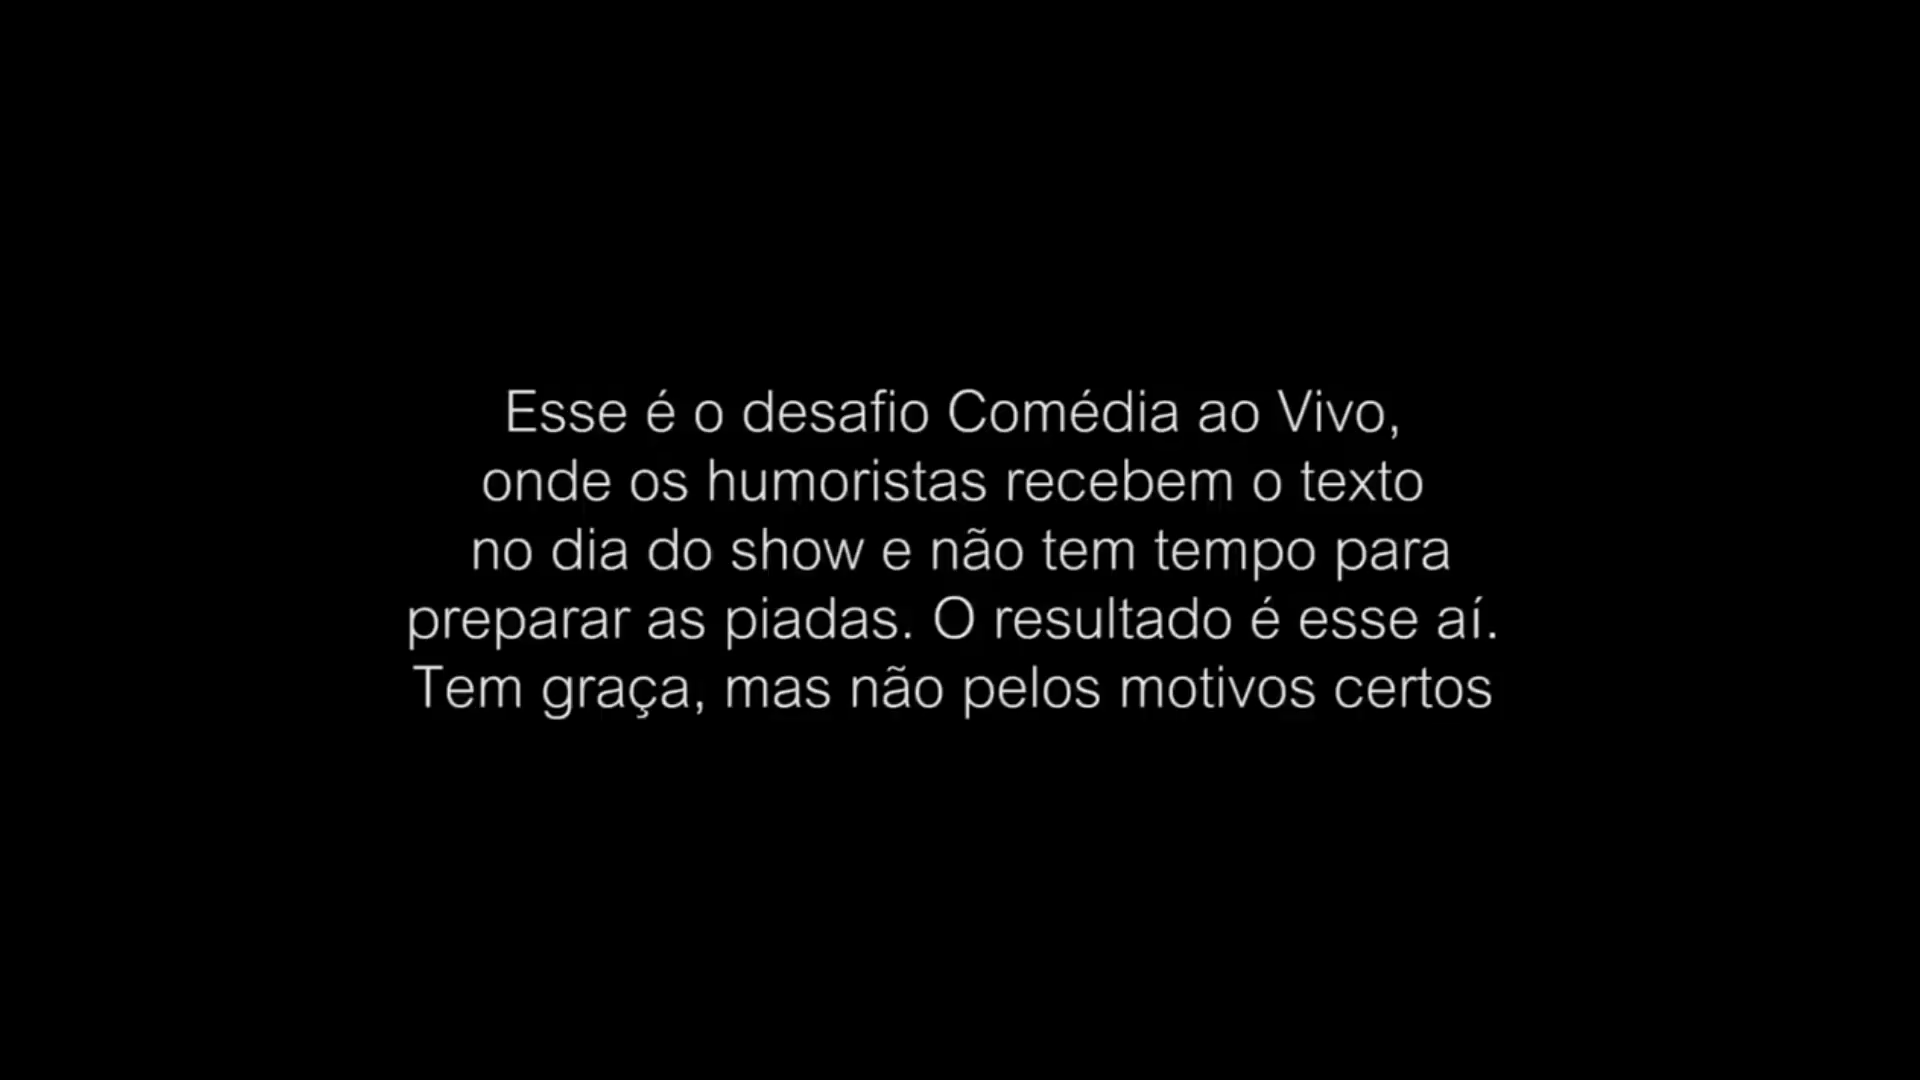 Esse é o desafio Comédia ao Vivo,
onde os humoristas recebem o texto
no dia do show e não tem tempo para
preparar as piadas. O resultado é esse aí.
Tem graça, mas não pelos motivos certos